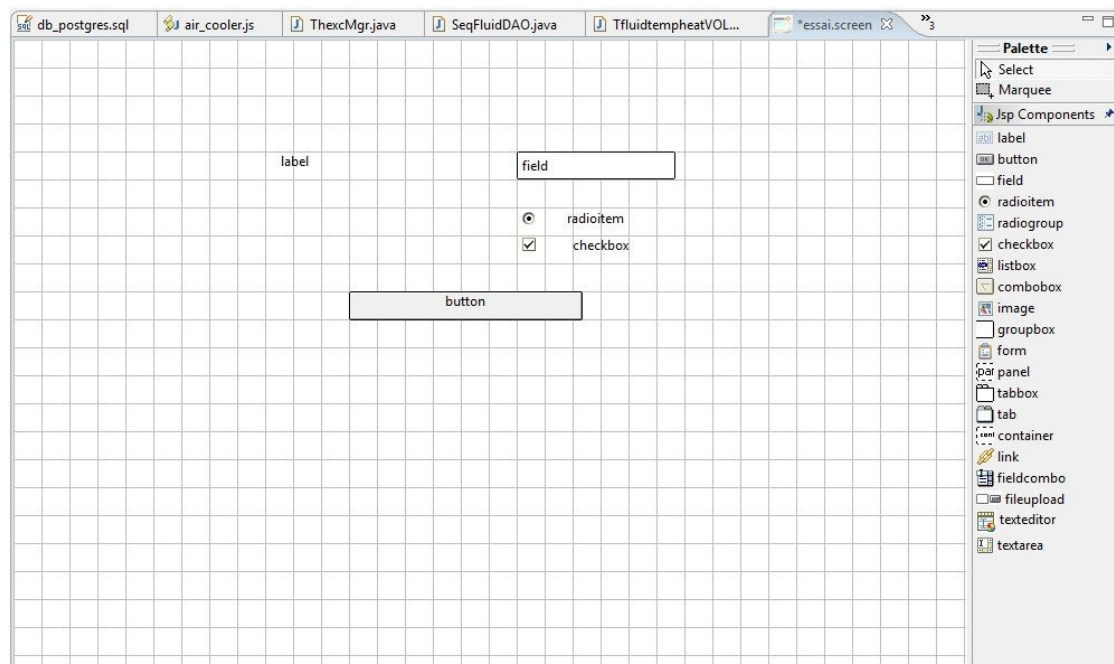 db_postgres.sql air_cooler.js ThexcMgr.java SeqFluidDAO.java TfluidtempheatVOL... *essai.screen »3
Palette
Select
Marquee
Jsp Components
label
button
field
radioitem
radiogroup
checkbox
listbox
combobox
image
groupbox
form
panel
tabbox
tab
container
link
fieldcombo
fileupload
texteditor
textarea
label field
radioitem
checkbox
button